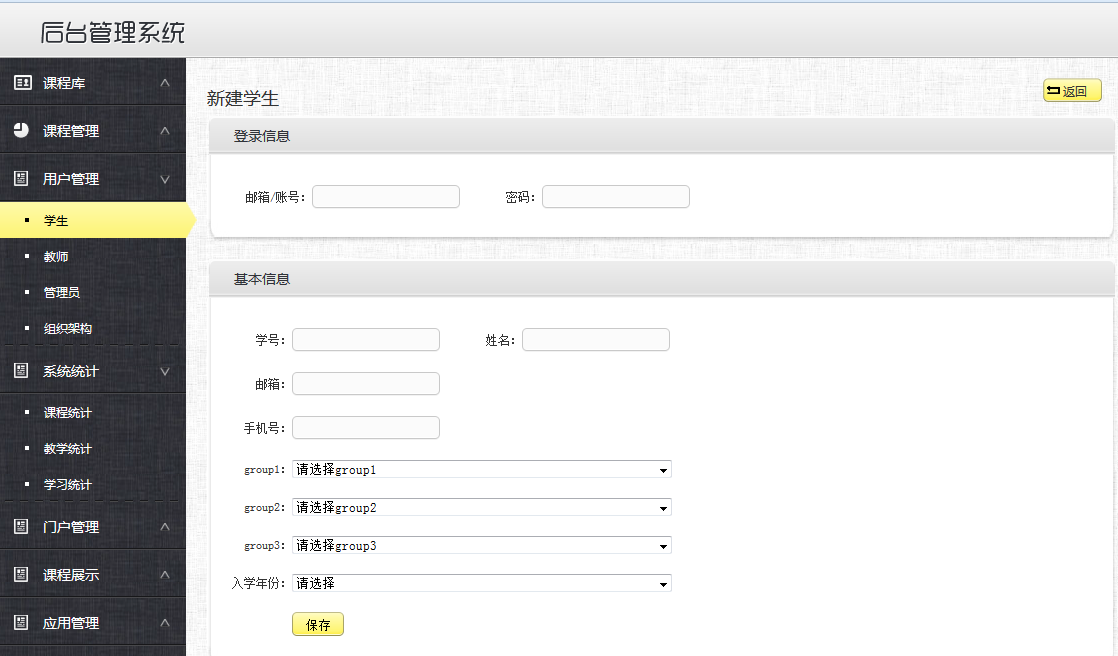 后台管理系统
课程库
课程管理
用户管理
学生
教师
管理员
组织架构
系统统计
课程统计
教学统计
学习统计
门户管理
课程展示
应用管理
新建学生
返回
登录信息
邮箱/账号：
密码：
基本信息
学号：
姓名：
邮箱：
手机号：
group1： 请选择group1
group2： 请选择group2
group3： 请选择group3
入学年份： 请选择
保存